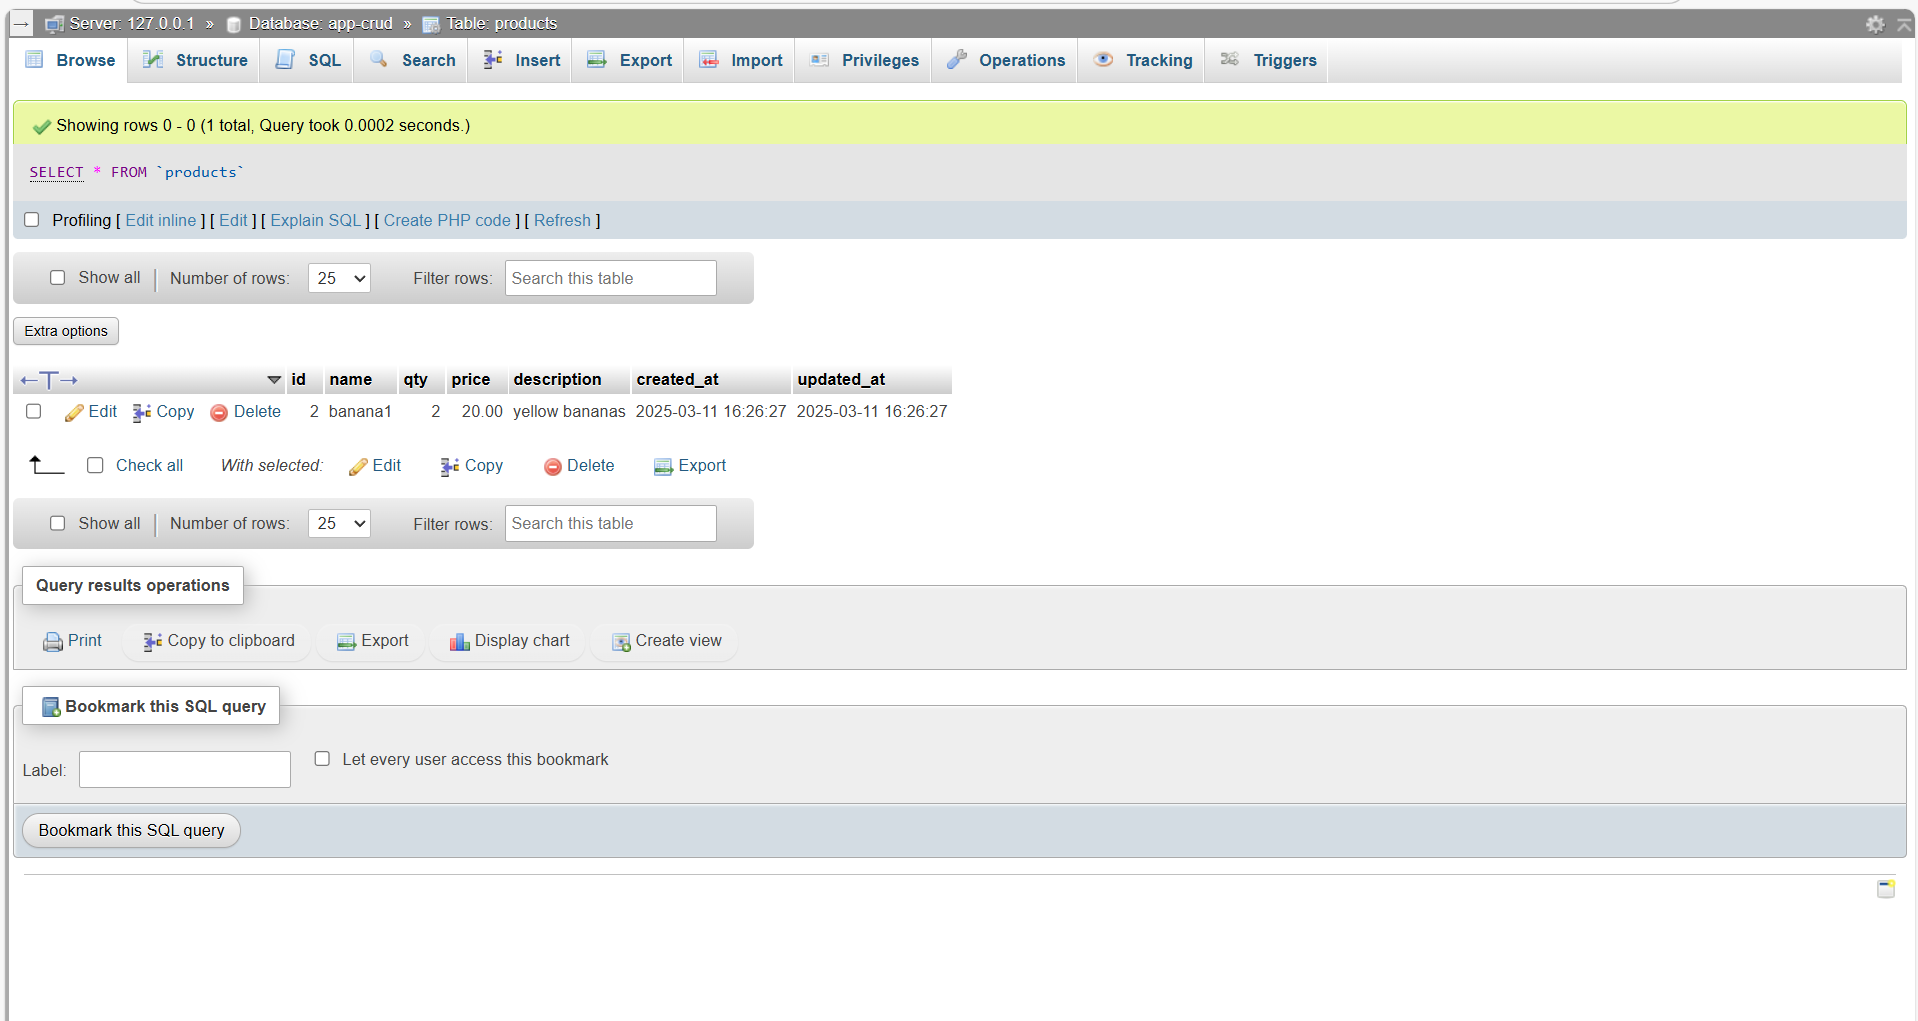 Server: 127.0.0.1 » Database: app-crud » Table: products
Browse Structure SQL Search Insert Export Import Privileges Operations Tracking Triggers
Showing rows 0 - 0 (1 total, Query took 0.0002 seconds.)
SELECT * FROM `products`
Profiling [ Edit inline ] [ Edit ] [ Explain SQL ] [ Create PHP code ] [ Refresh ]
Show all Number of rows: 25 Filter rows: Search this table
Extra options
id name qty price description created_at updated_at
Edit Copy Delete 2 banana1 2 20.00 yellow bananas 2025-03-11 16:26:27 2025-03-11 16:26:27
Check all With selected: Edit Copy Delete Export
Show all Number of rows: 25 Filter rows: Search this table
Query results operations
Print Copy to clipboard Export Display chart Create view
Bookmark this SQL query
Label: Let every user access this bookmark
Bookmark this SQL query